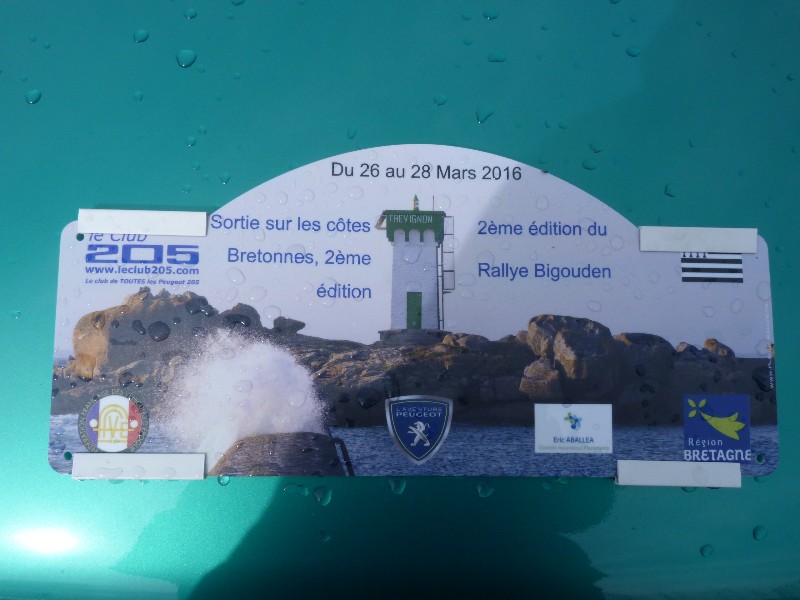 Du 26 au 28 Mars 2016
TREVIGNON
Sortie sur les côtes
Bretonnes, 2ème
édition
2ème édition du
Rallye Bigouden
le Club
205
www.leclub205.com
Le club de TOUTES les Peugeot 205
L'AVENTURE
PEUGEOT
Eric ABALLEA
Région
BRETAGNE